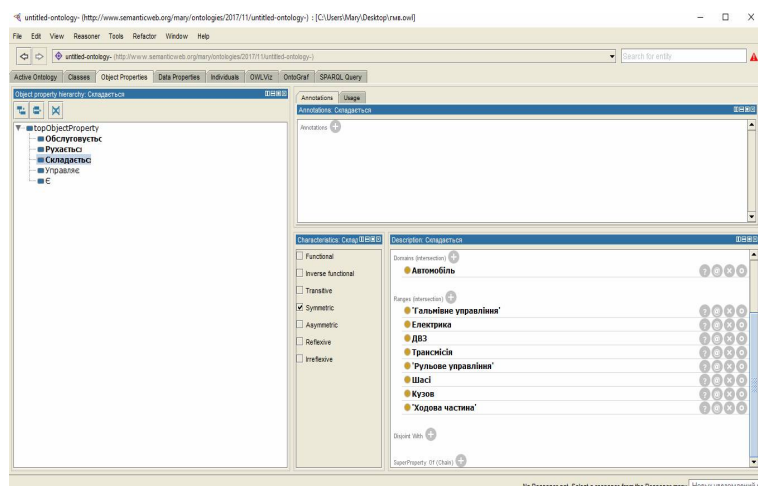 untitled-ontology- (http://www.semanticweb.org/mary/ontologies/2017/11/untitled-ontology-) : [C:\Users\Mary\Desktop\гмв.owl]
File Edit View Reasoner Tools Refactor Window Help
untitled-ontology- (http://www.semanticweb.org/mary/ontologies/2017/11/untitled-ontology-)
Search for entity
Active Ontology Classes Object Properties Data Properties Individuals OWLViz OntoGraf SPARQL Query
Object property hierarchy: Складається
topObjectProperty
Обслуговуєтьс
Рухаєтьс
Складаєтьс
Управляє
Є
Annotations Usage
Annotations: Складається
Annotations
Characteristics: Склад
Functional
Inverse functional
Transitive
Symmetric
Asymmetric
Reflexive
Irreflexive
Description: Складається
Domains (intersection)
Автомобіль
Ranges (intersection)
'Гальмівне управління'
Електрика
ДВЗ
Трансмісія
'Рульове управління'
Шасі
Кузов
'Ходова частина'
Disjoint With
SuperProperty Of (Chain)